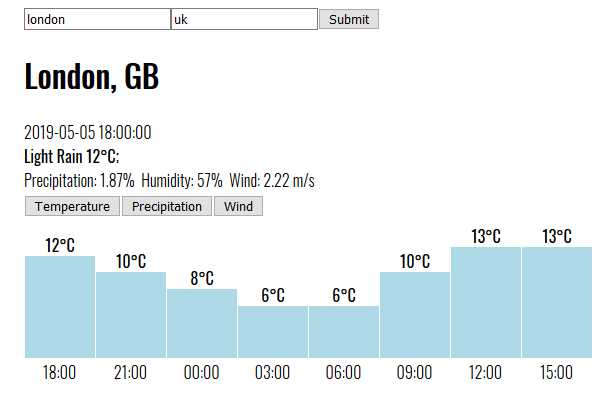 london uk Submit
London, GB
2019-05-05 18:00:00
Light Rain 12°C;
Precipitation: 1.87% Humidity: 57% Wind: 2.22 m/s
Temperature Precipitation Wind
12°C 10°C 8°C 6°C 6°C 10°C 13°C 13°C
18:00 21:00 00:00 03:00 06:00 09:00 12:00 15:00